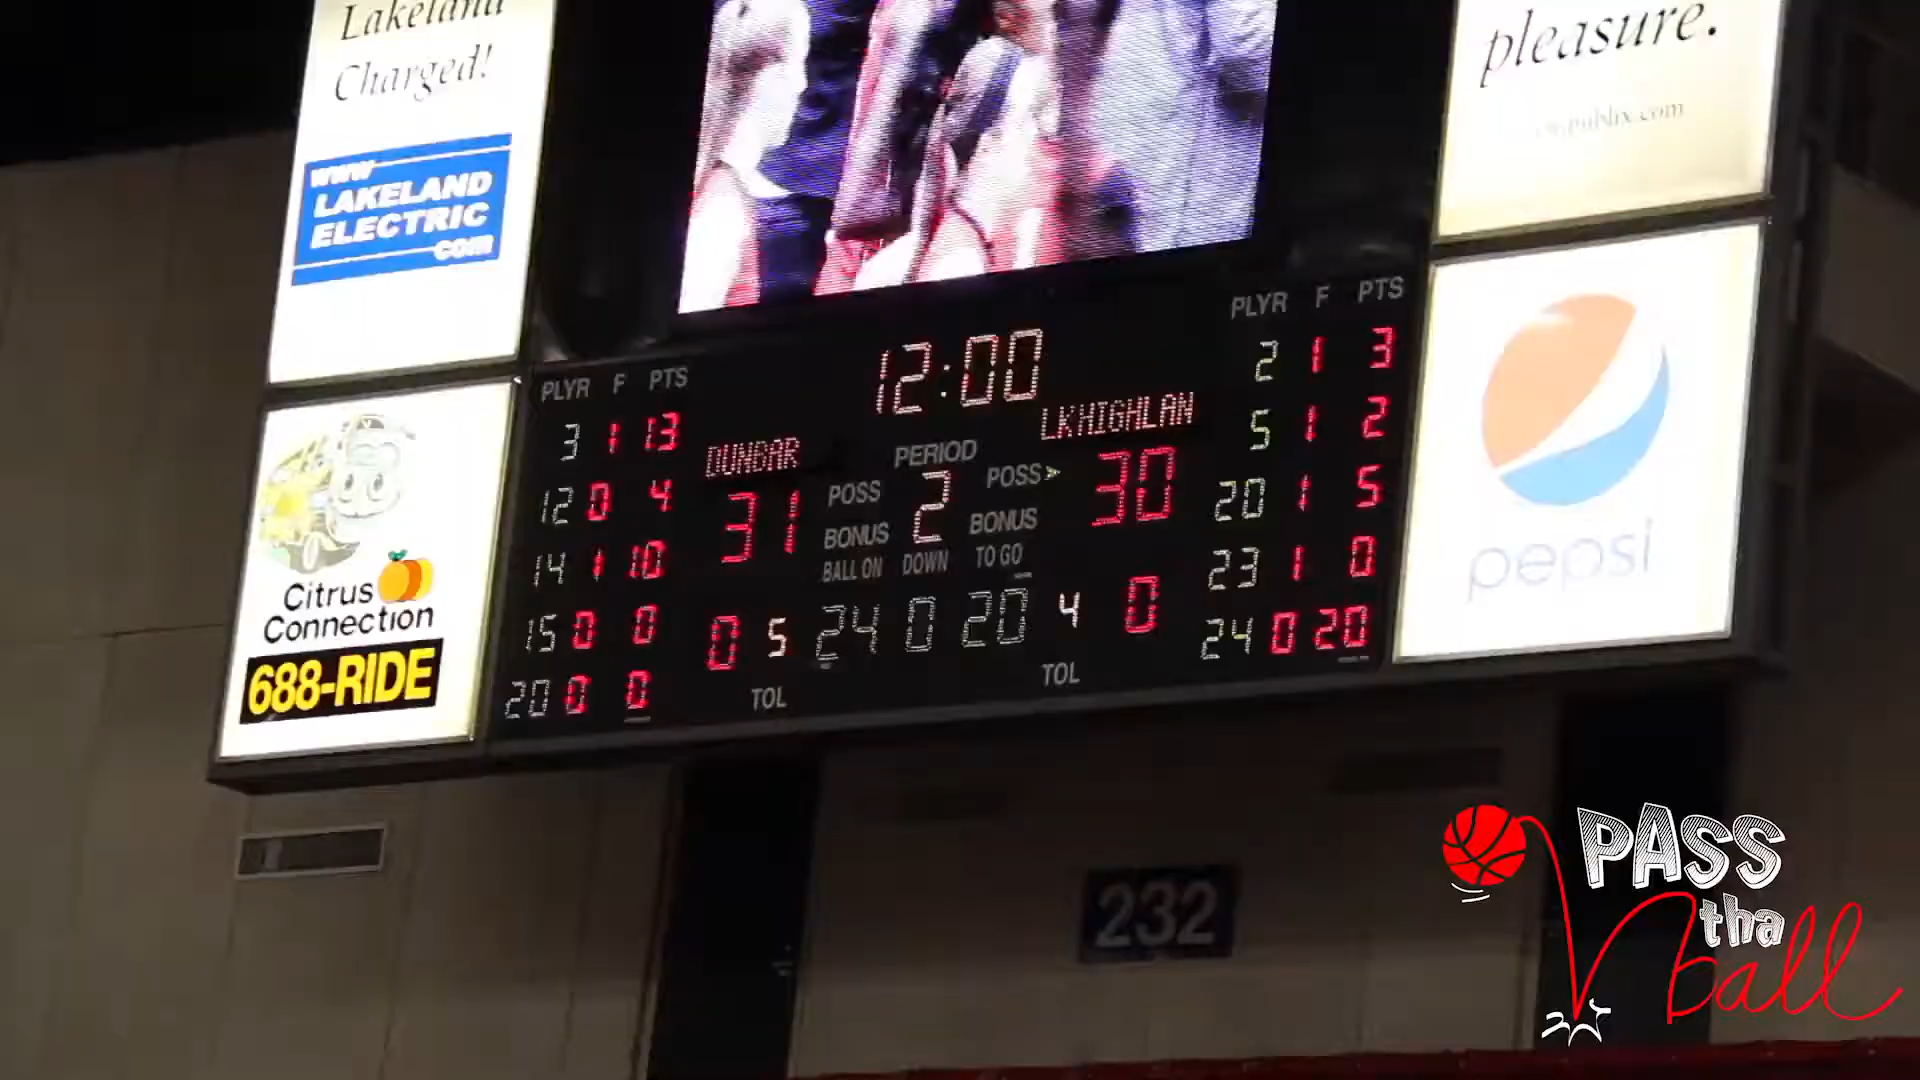 Lakeland
Charged!
www
LAKELAND
ELECTRIC
com
Citrus
Connection
688-RIDE
pleasure.
pepsi
12:00
DUNBAR
LKHIGHLAN
PERIOD
31
2
30
POSS
POSS >
BONUS
BONUS
BALL ON
DOWN
TO GO
0 5 24 0 20 4 0
TOL
TOL
PLYR F PTS
3 1 13
12 0 4
14 1 10
15 0 0
20 0 0
PLYR F PTS
2 1 3
5 1 2
20 1 5
23 1 0
24 0 20
232
PASS
tha
Ball